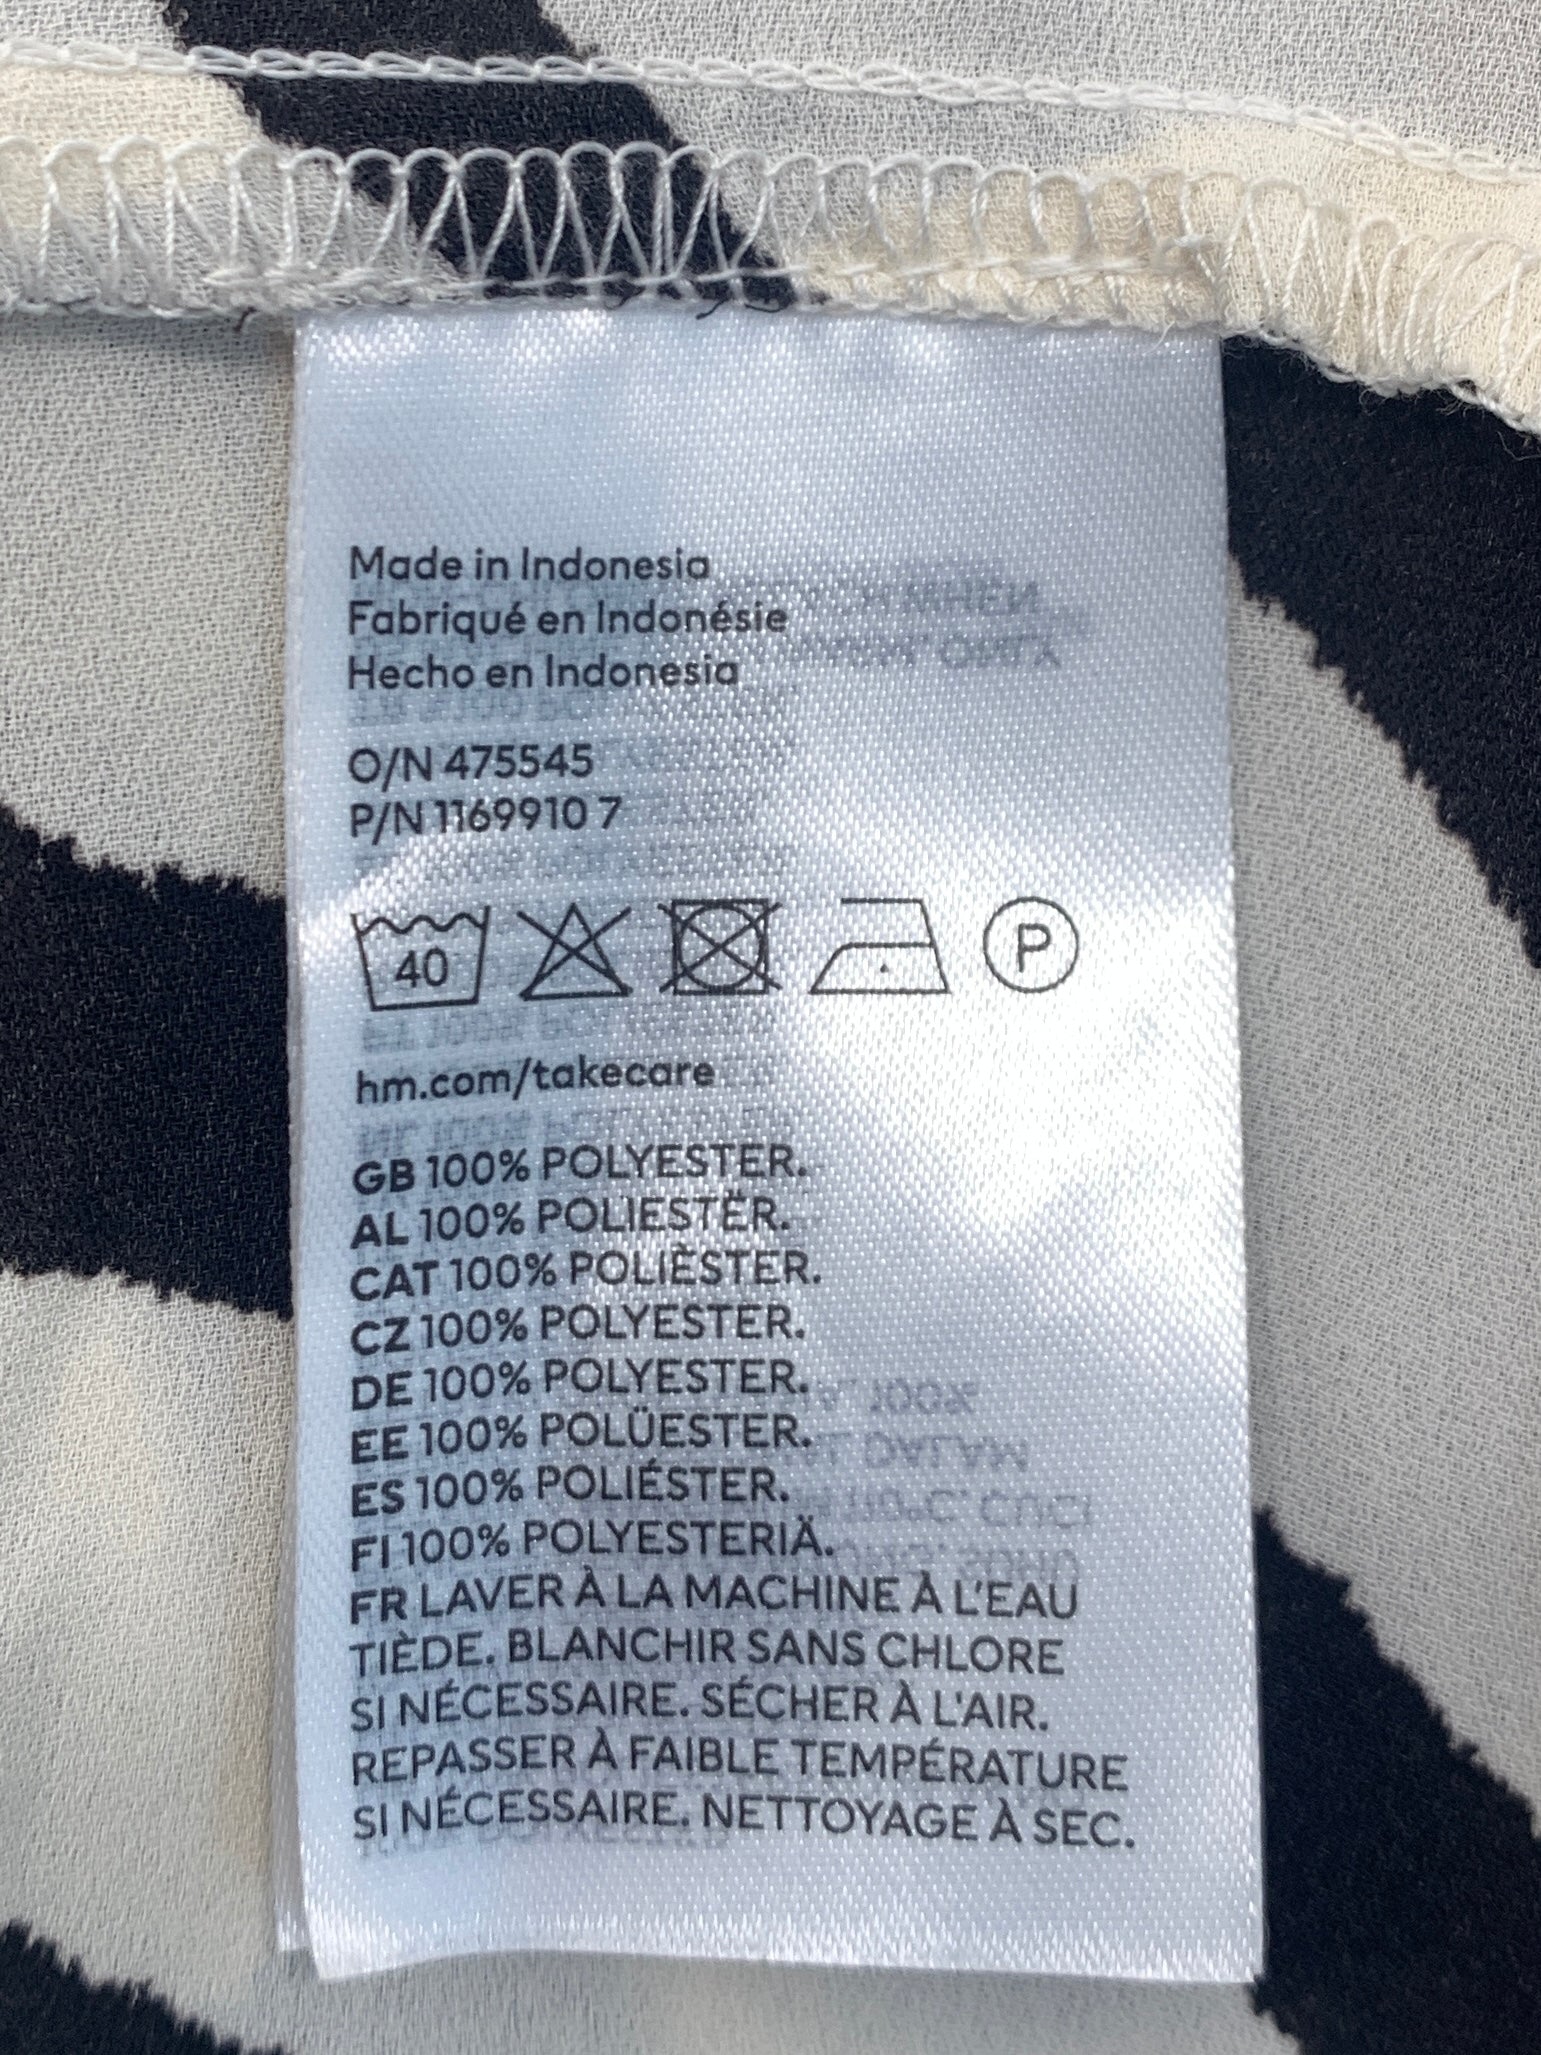 Made in Indonesia
Fabriqué en Indonésie
Hecho en Indonesia
O/N 475545
P/N 1169910 7
40
P
hm.com/takecare
GB 100% POLYESTER.
AL 100% POLIESTËR.
CAT 100% POLIÈSTER.
CZ 100% POLYESTER.
DE 100% POLYESTER.
EE 100% POLÜESTER.
ES 100% POLIÉSTER.
FI 100% POLYESTERIÄ.
FR LAVER À LA MACHINE À L'EAU
TIÈDE. BLANCHIR SANS CHLORE
SI NÉCESSAIRE. SÉCHER À L'AIR.
REPASSER À FAIBLE TEMPÉRATURE
SI NÉCESSAIRE. NETTOYAGE À SEC.